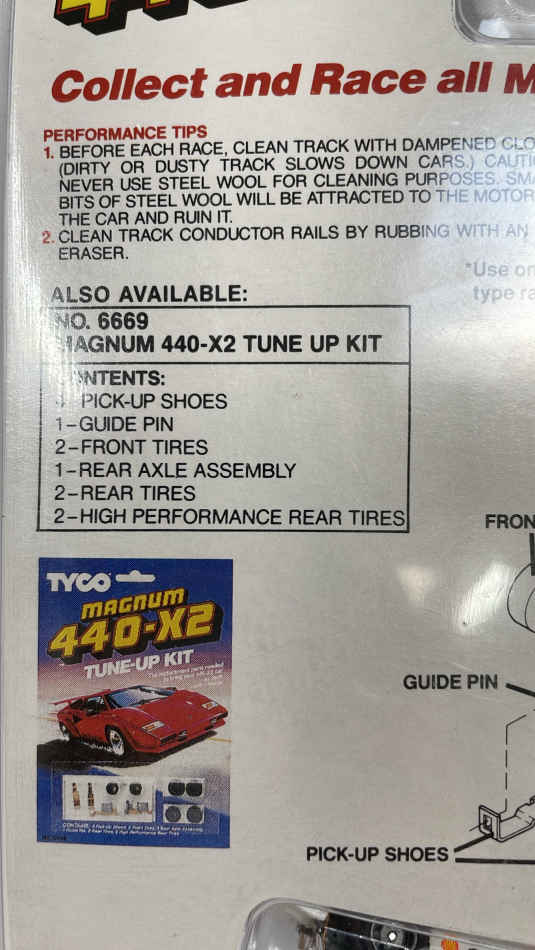 Collect and Race all M
PERFORMANCE TIPS
1. BEFORE EACH RACE, CLEAN TRACK WITH DAMPENED CLO
(DIRTY OR DUSTY TRACK SLOWS DOWN CARS.) CAUTI
NEVER USE STEEL WOOL FOR CLEANING PURPOSES. SMA
BITS OF STEEL WOOL WILL BE ATTRACTED TO THE MOTOR
THE CAR AND RUIN IT.
2. CLEAN TRACK CONDUCTOR RAILS BY RUBBING WITH AN
ERASER.
*Use on
type ra
ALSO AVAILABLE:
NO. 6669
MAGNUM 440-X2 TUNE UP KIT
CONTENTS:
4-PICK-UP SHOES
1-GUIDE PIN
2-FRONT TIRES
1-REAR AXLE ASSEMBLY
2-REAR TIRES
2-HIGH PERFORMANCE REAR TIRES
FRON
TYCO
MAGNUM
440-X2
TUNE-UP KIT
GUIDE PIN
PICK-UP SHOES